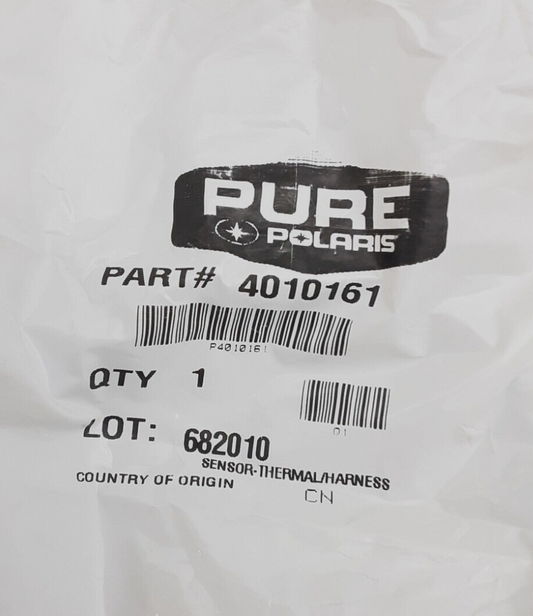 PURE
POLARIS
PART# 4010161
P4010161
QTY 1
01
LOT: 682010
SENSOR-THERMAL/HARNESS
COUNTRY OF ORIGIN CN